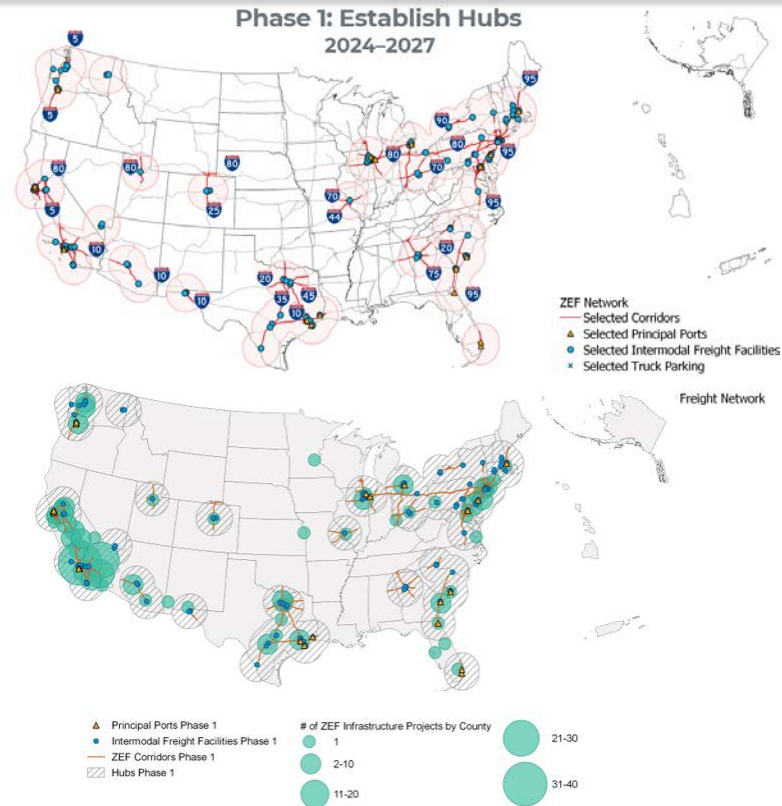 Phase 1: Establish Hubs
2024–2027
5
5
80
5
10
80
25
80
10
10
20
35
45
10
70
44
80
90
80
70
95
95
95
20
75
95
ZEF Network
Selected Corridors
Selected Principal Ports
Selected Intermodal Freight Facilities
Selected Truck Parking
Freight Network
Principal Ports Phase 1
Intermodal Freight Facilities Phase 1
ZEF Corridors Phase 1
Hubs Phase 1
# of ZEF Infrastructure Projects by County
1
2-10
11-20
21-30
31-40